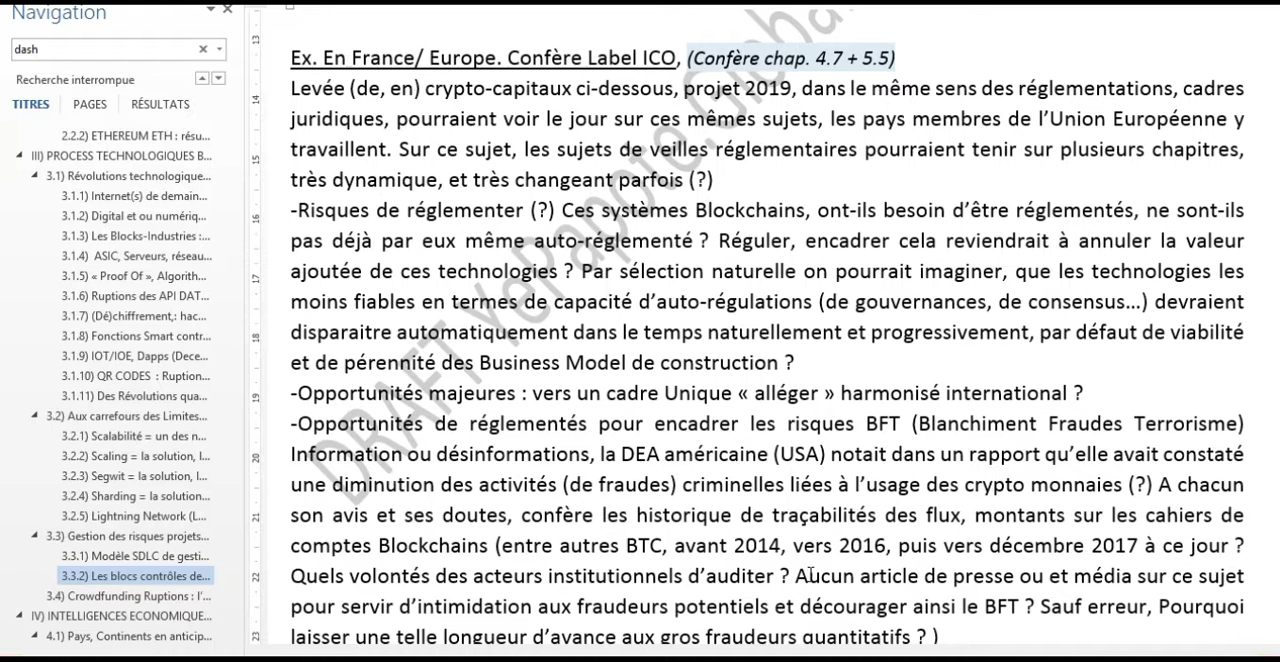 Navigation
dash
Recherche interrompue
TITRES PAGES RÉSULTATS
2.2.2) ETHEREUM ETH : résu...
III) PROCESS TECHNOLOGIQUES B...
3.1) Révolutions technologique...
3.1.1) Internet(s) de demain...
3.1.2) Digital et ou numériq...
3.1.3) Les Blocks-Industries :...
3.1.4) ASIC, Serveurs, réseau...
3.1.5) « Proof Of », Algorith...
3.1.6) Ruptions des API DAT...
3.1.7) (Dé)chiffrement,: hac...
3.1.8) Fonctions Smart contr...
3.1.9) IOT/IOE, Dapps (Dece...
3.1.10) QR CODES : Ruption...
3.1.11) Des Révolutions qua...
3.2) Aux carrefours des Limites...
3.2.1) Scalabilité = un des n...
3.2.2) Scaling = la solution, l...
3.2.3) Segwit = la solution, l...
3.2.4) Sharding = la solution...
3.2.5) Lightning Network (L...
3.3) Gestion des risques projets...
3.3.1) Modèle SDLC de gesti...
3.3.2) Les blocs contrôles de...
3.4) Crowdfunding Ruptions : l'...
IV) INTELLIGENCES ECONOMIQUE...
4.1) Pays, Continents en anticip...
13
14
15
16
17
18
19
20
21
22
23
Ex. En France/ Europe. Confère Label ICO, (Confère chap. 4.7 + 5.5)
Levée (de, en) crypto-capitaux ci-dessous, projet 2019, dans le même sens des réglementations, cadres
juridiques, pourraient voir le jour sur ces mêmes sujets, les pays membres de l'Union Européenne y
travaillent. Sur ce sujet, les sujets de veilles réglementaires pourraient tenir sur plusieurs chapitres,
très dynamique, et très changeant parfois (?)
-Risques de réglementer (?) Ces systèmes Blockchains, ont-ils besoin d'être réglementés, ne sont-ils
pas déjà par eux même auto-réglementé ? Réguler, encadrer cela reviendrait à annuler la valeur
ajoutée de ces technologies ? Par sélection naturelle on pourrait imaginer, que les technologies les
moins fiables en termes de capacité d'auto-régulations (de gouvernances, de consensus…) devraient
disparaitre automatiquement dans le temps naturellement et progressivement, par défaut de viabilité
et de pérennité des Business Model de construction ?
-Opportunités majeures : vers un cadre Unique « alléger » harmonisé international ?
-Opportunités de réglementés pour encadrer les risques BFT (Blanchiment Fraudes Terrorisme)
Information ou désinformations, la DEA américaine (USA) notait dans un rapport qu'elle avait constaté
une diminution des activités (de fraudes) criminelles liées à l'usage des crypto monnaies (?) A chacun
son avis et ses doutes, confère les historique de traçabilités des flux, montants sur les cahiers de
comptes Blockchains (entre autres BTC, avant 2014, vers 2016, puis vers décembre 2017 à ce jour ?
Quels volontés des acteurs institutionnels d'auditer ? Aucun article de presse ou et média sur ce sujet
pour servir d'intimidation aux fraudeurs potentiels et décourager ainsi le BFT ? Sauf erreur, Pourquoi
laisser une telle longueur d'avance aux gros fraudeurs quantitatifs ? )
DRAFT YePappote.Globa